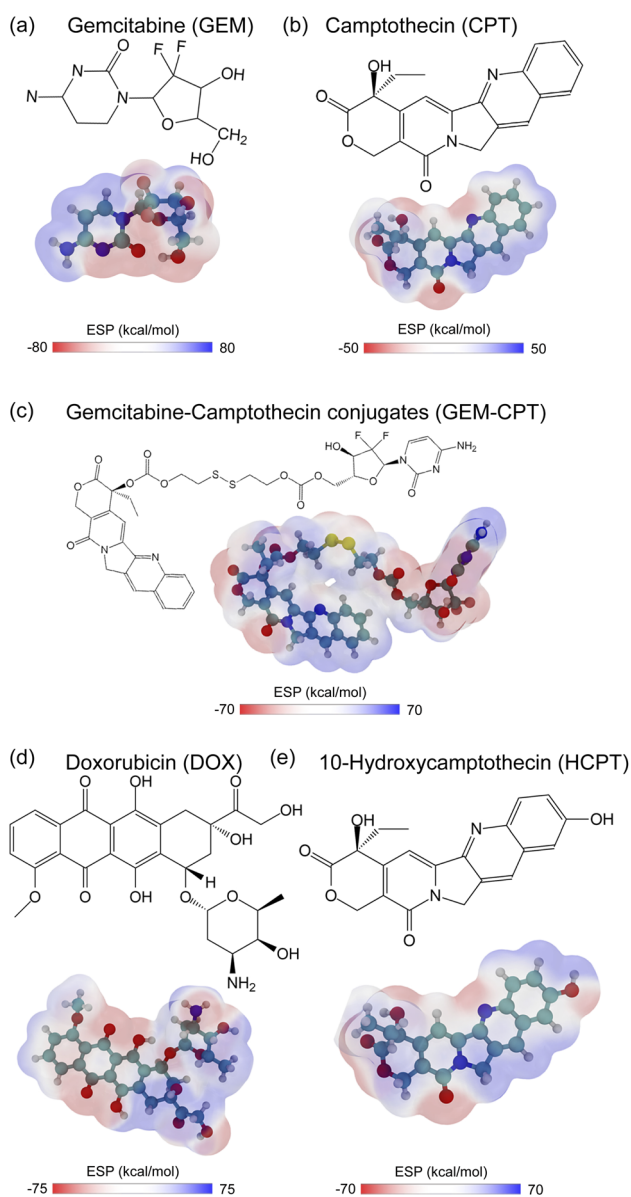 (a) Gemcitabine (GEM)
O
F F
N
N
OH
N
O
CH2
HO
ESP (kcal/mol)
-80 80
(b) Camptothecin (CPT)
OH
N
O
O
N
O
ESP (kcal/mol)
-50 50
(c) Gemcitabine-Camptothecin conjugates (GEM-CPT)
F F
HO
N
NH2
O
O
O
S
S
O
O
O
N
O
O
O
O
O
O
N
N
ESP (kcal/mol)
-70 70
(d) Doxorubicin (DOX)
O
OH
O
OH
OH
O
O
OH
O
H
O
OH
NH2
ESP (kcal/mol)
-75 75
(e) 10-Hydroxycamptothecin (HCPT)
OH
OH
N
O
O
N
O
ESP (kcal/mol)
-70 70